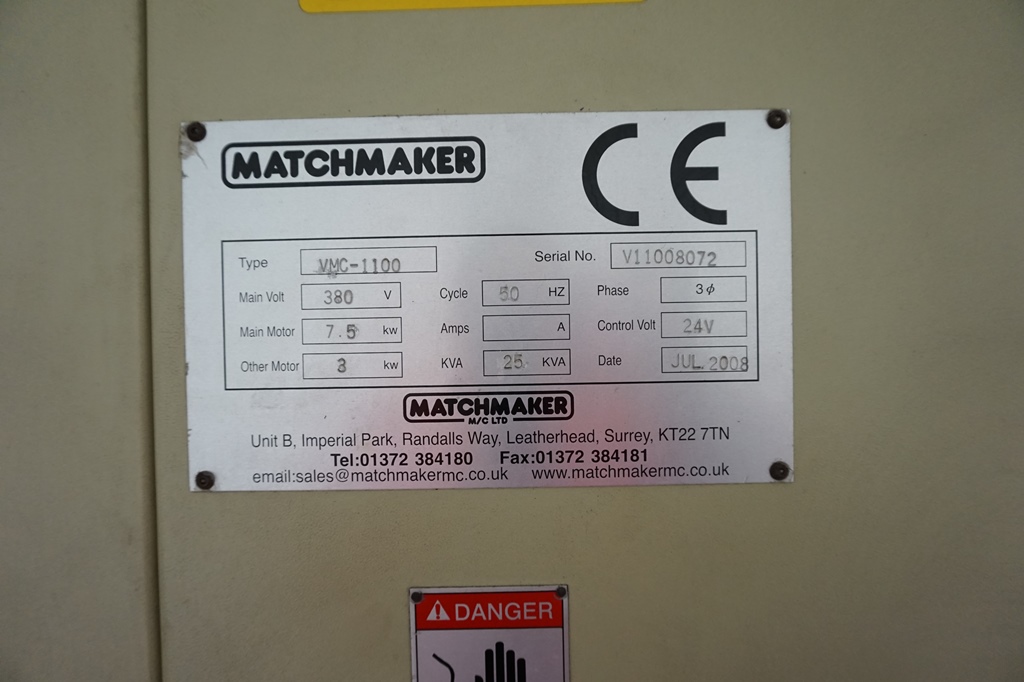 MATCHMAKER CE
Type VMC-1100 Serial No. V11008072
Main Volt 380 V Cycle 50 HZ Phase 3ϕ
Main Motor 7.5 kw Amps A Control Volt 24V
Other Motor 3 kw KVA 25 KVA Date JUL. 2008
MATCHMAKER
M/C LTD
Unit B, Imperial Park, Randalls Way, Leatherhead, Surrey, KT22 7TN
Tel:01372 384180 Fax:01372 384181
email:sales@matchmakermc.co.uk www.matchmakermc.co.uk
DANGER